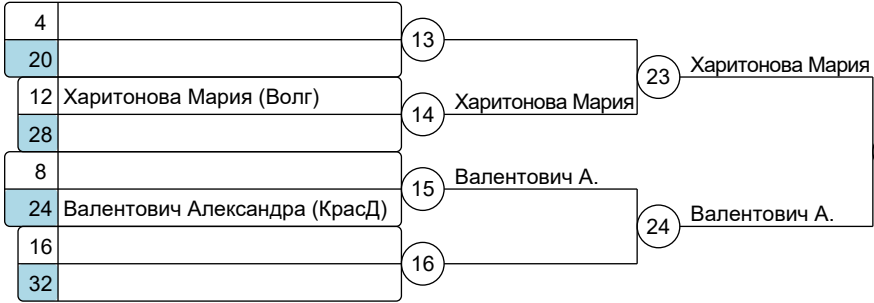 4
13
20
23 Харитонова Мария
12 Харитонова Мария (Волг)
14 Харитонова Мария
28
8
15 Валентович А.
24 Валентович Александра (КрасД)
24 Валентович А.
16
16
32